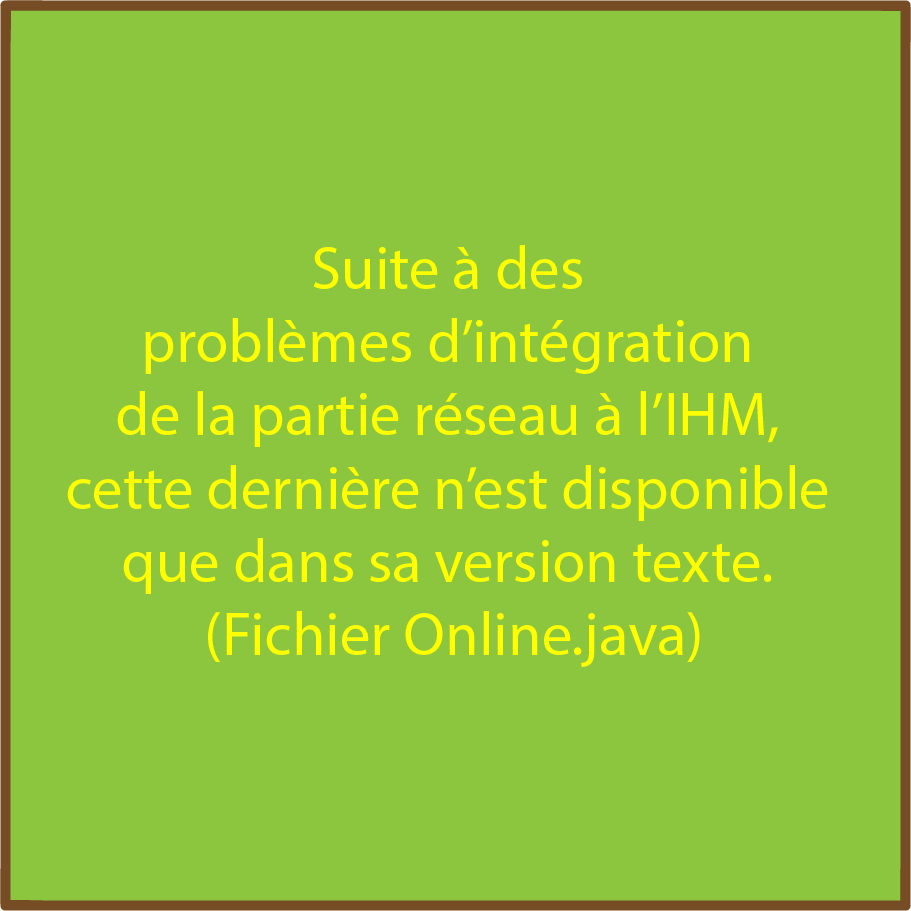 Suite à des
problèmes d’intégration
de la partie réseau à l’IHM,
cette dernière n’est disponible
que dans sa version texte.
(Fichier Online.java)